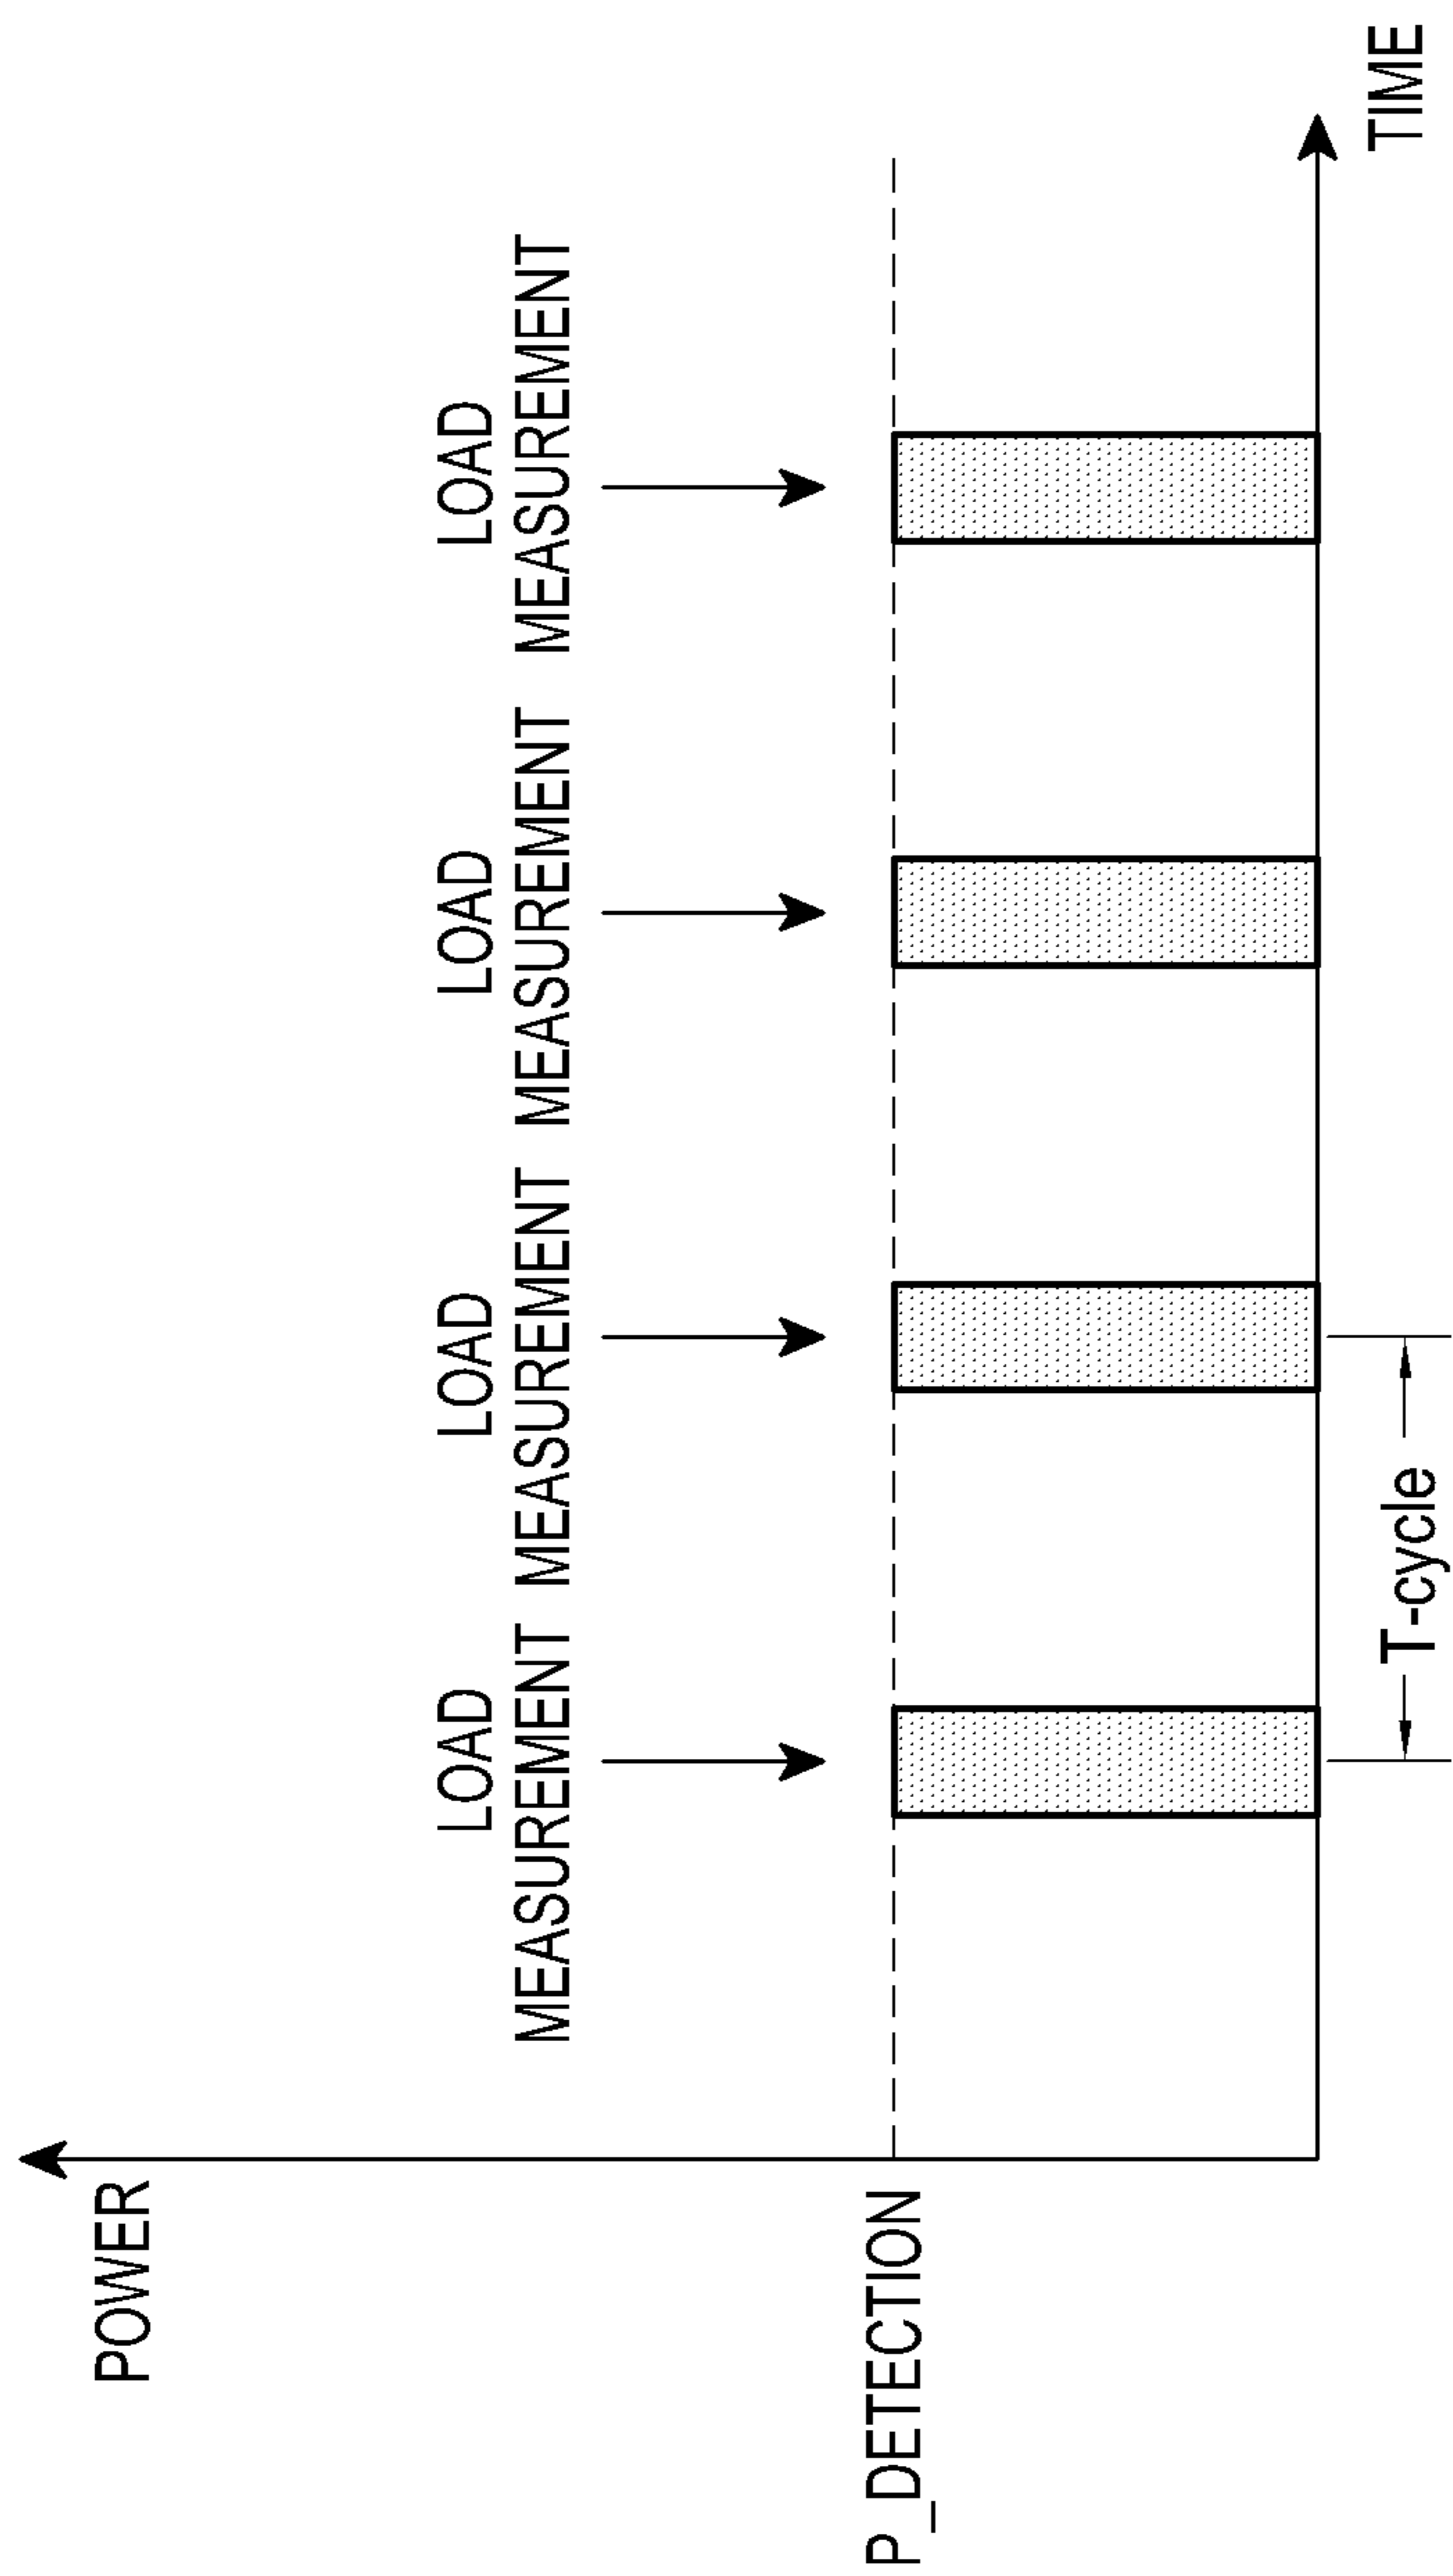 POWER
LOAD
MEASUREMENT
LOAD
MEASUREMENT
LOAD
MEASUREMENT
LOAD
MEASUREMENT
P_DETECTION
T-cycle
TIME